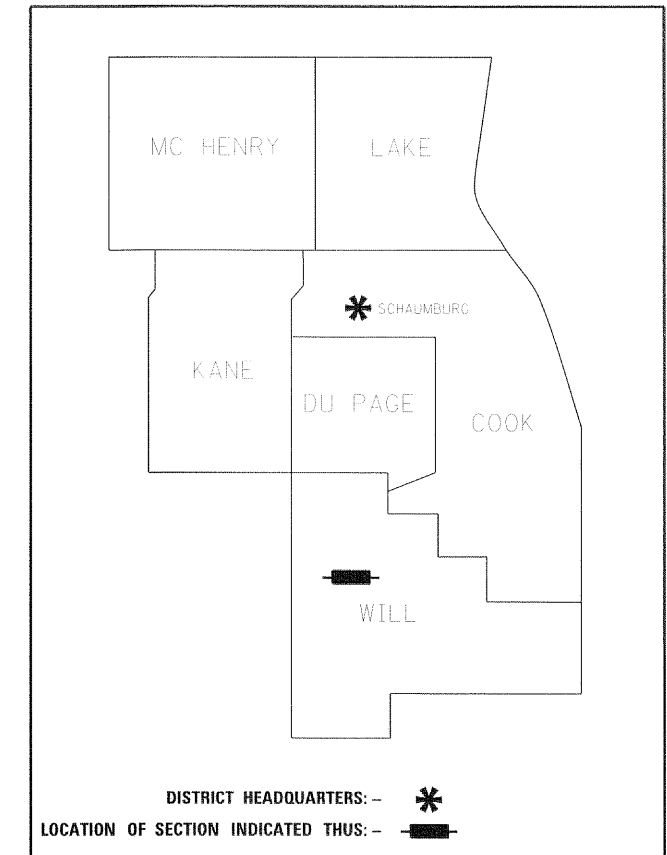 MC HENRY LAKE
SCHAUMBURG
KANE
DU PAGE
COOK
WILL
DISTRICT HEADQUARTERS: -
LOCATION OF SECTION INDICATED THUS: -